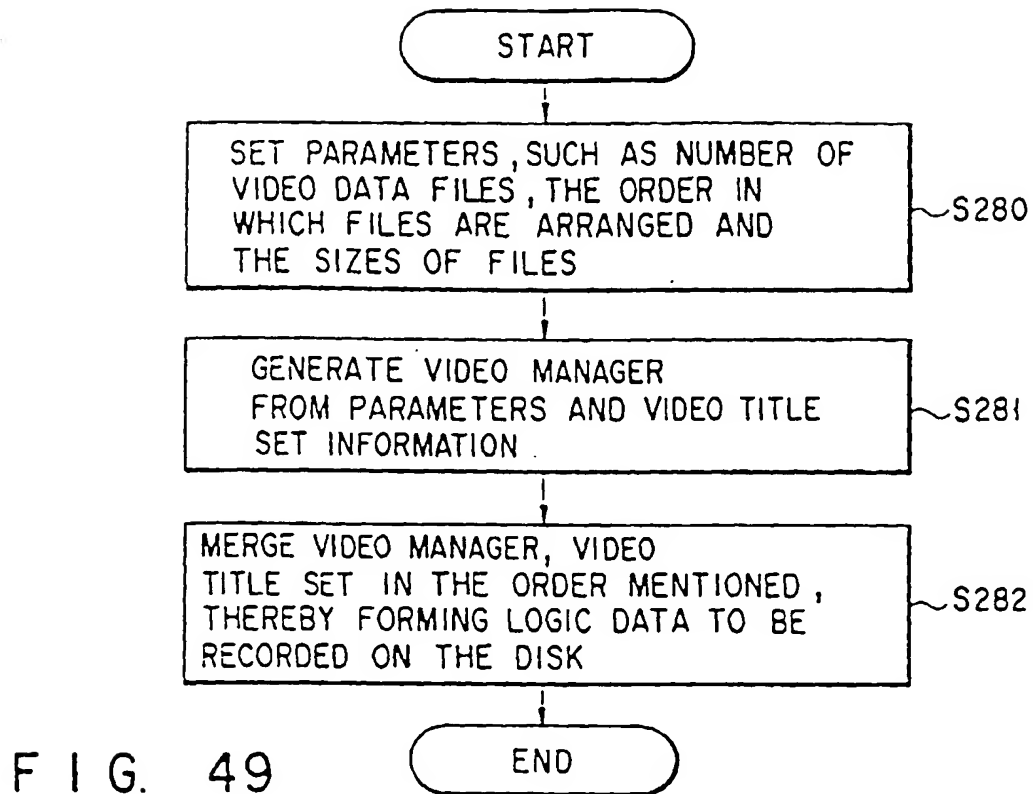 START
SET PARAMETERS, SUCH AS NUMBER OF
VIDEO DATA FILES, THE ORDER IN
WHICH FILES ARE ARRANGED AND
THE SIZES OF FILES
S280
GENERATE VIDEO MANAGER
FROM PARAMETERS AND VIDEO TITLE
SET INFORMATION
S281
MERGE VIDEO MANAGER, VIDEO
TITLE SET IN THE ORDER MENTIONED,
THEREBY FORMING LOGIC DATA TO BE
RECORDED ON THE DISK
S282
END
FIG. 49